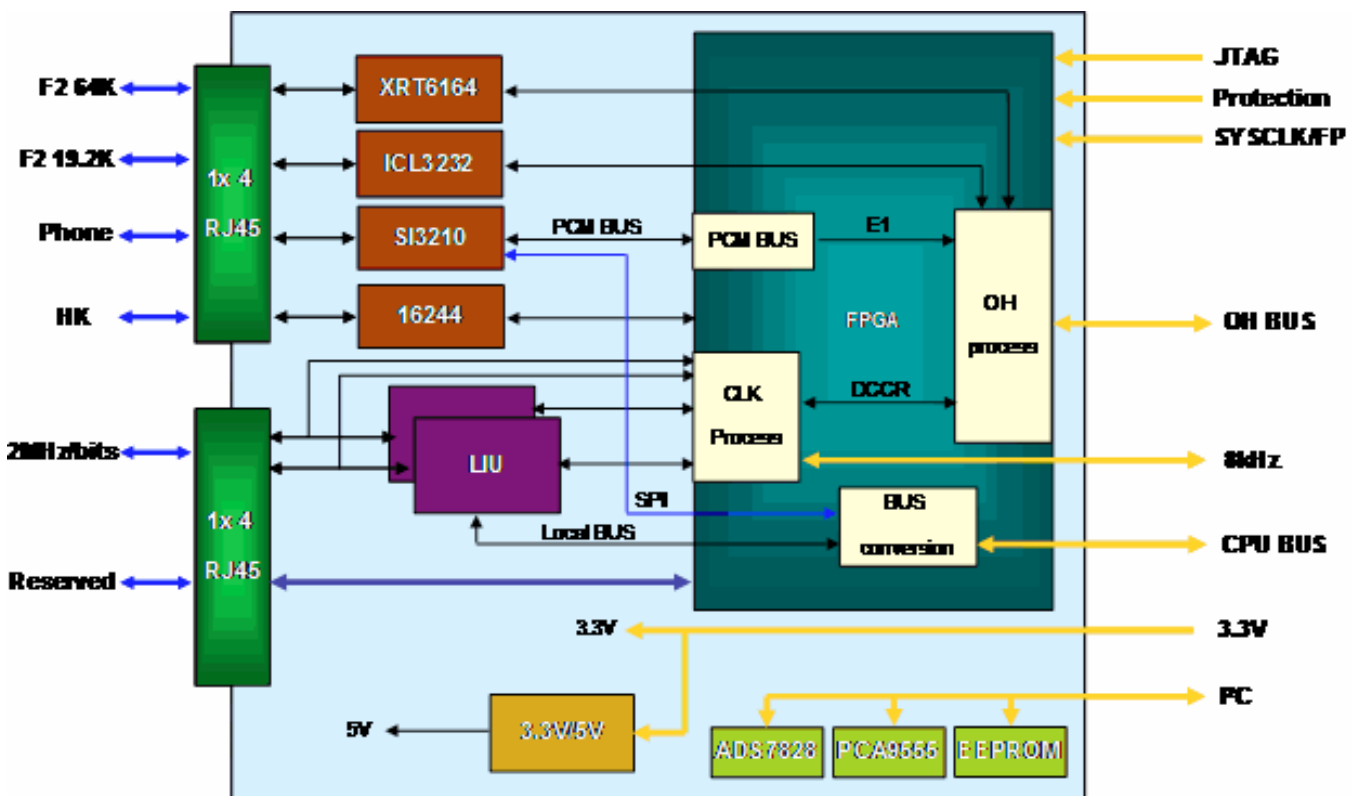 JTAG
F2 64K
XRT6164
Protection
SYSCLK/FP
F2 19.2K
ICL3232
1x 4
RJ45
Phone
SI3210
PCM BUS
PCM BUS
E1
HK
16244
FPGA
OH
process
OH BUS
CLK
Process
DCCR
2MHz/bits
LIU
8kHz
SPI
BUS
conversion
1x 4
RJ45
Local BUS
CPU BUS
Reserved
3.3V
3.3V
5V
3.3V/5V
ADS7828
PCA9555
EEPROM